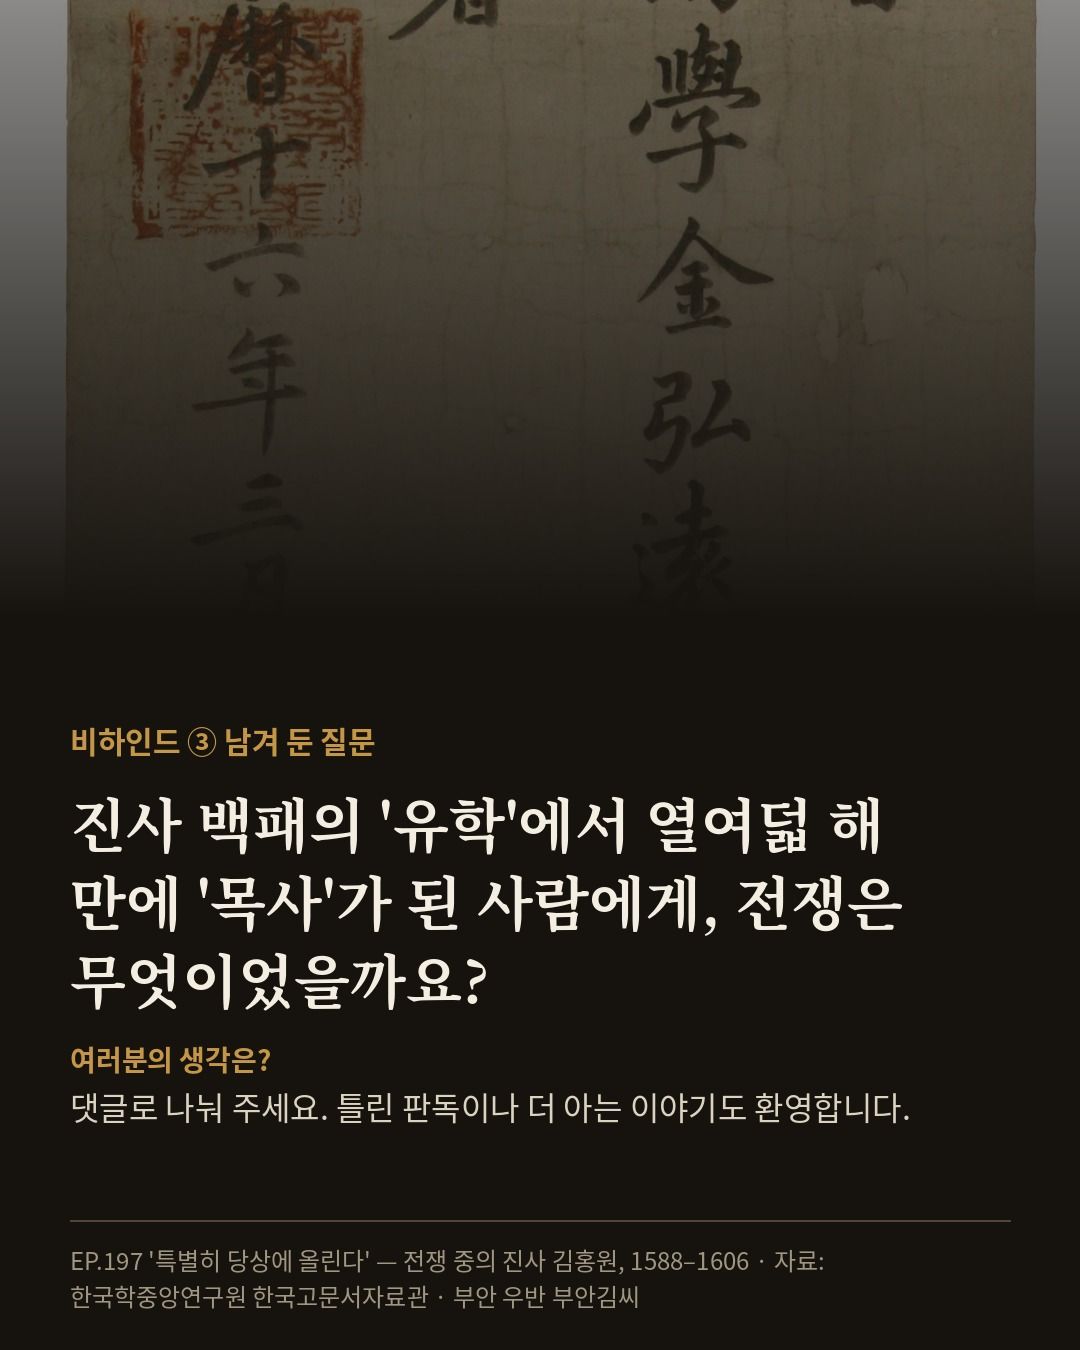 學金弘遠
曆十六年三月
비하인드 ③ 남겨 둔 질문
진사 백패의 '유학'에서 열여덟 해
만에 '목사'가 된 사람에게, 전쟁은
무엇이었을까요?
여러분의 생각은?
댓글로 나눠 주세요. 틀린 판독이나 더 아는 이야기도 환영합니다.
EP.197 '특별히 당상에 올린다' — 전쟁 중의 진사 김홍원, 1588–1606 · 자료:
한국학중앙연구원 한국고문서자료관 · 부안 우반 부안김씨